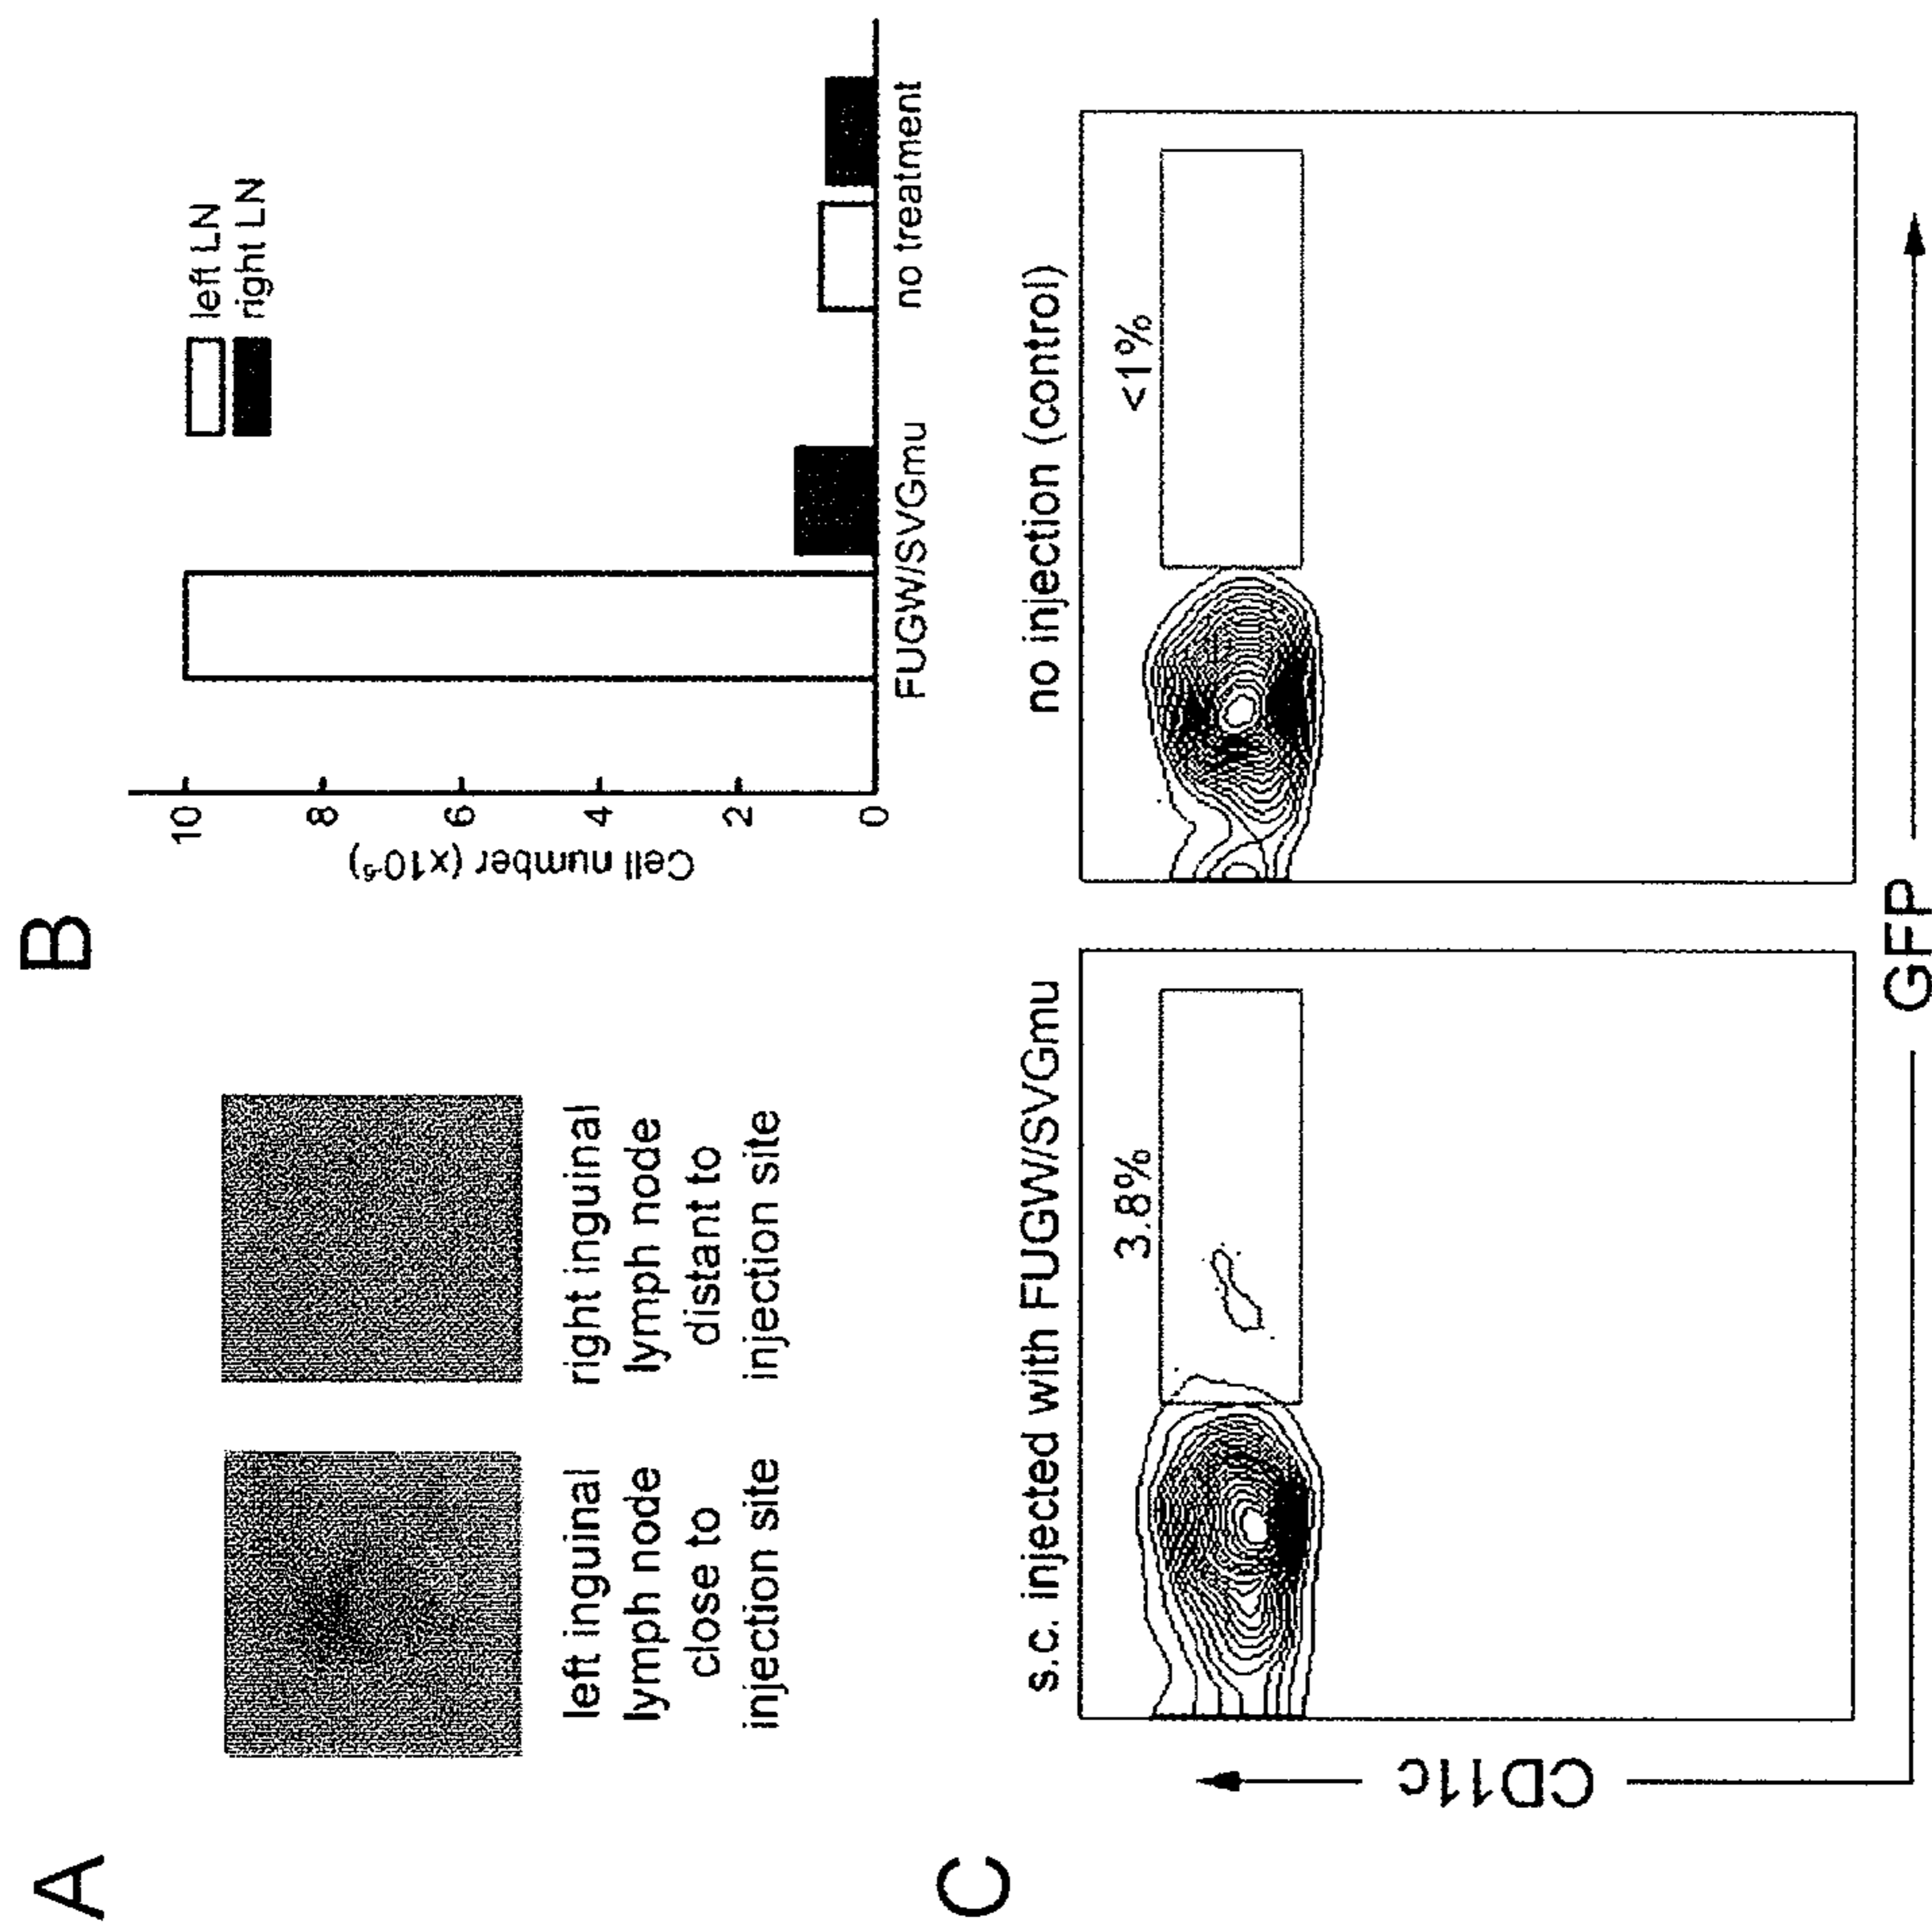 A
left inguinal
lymph node
close to
injection site
right inguinal
lymph node
distant to
injection site
B
Cell number (x10⁻⁵)
10
8
6
4
2
0
left LN
right LN
FUGW/SVGmu
no treatment
C
s.c. injected with FUGW/SVGmu
3.8%
no injection (control)
<1%
CD11c
GFP